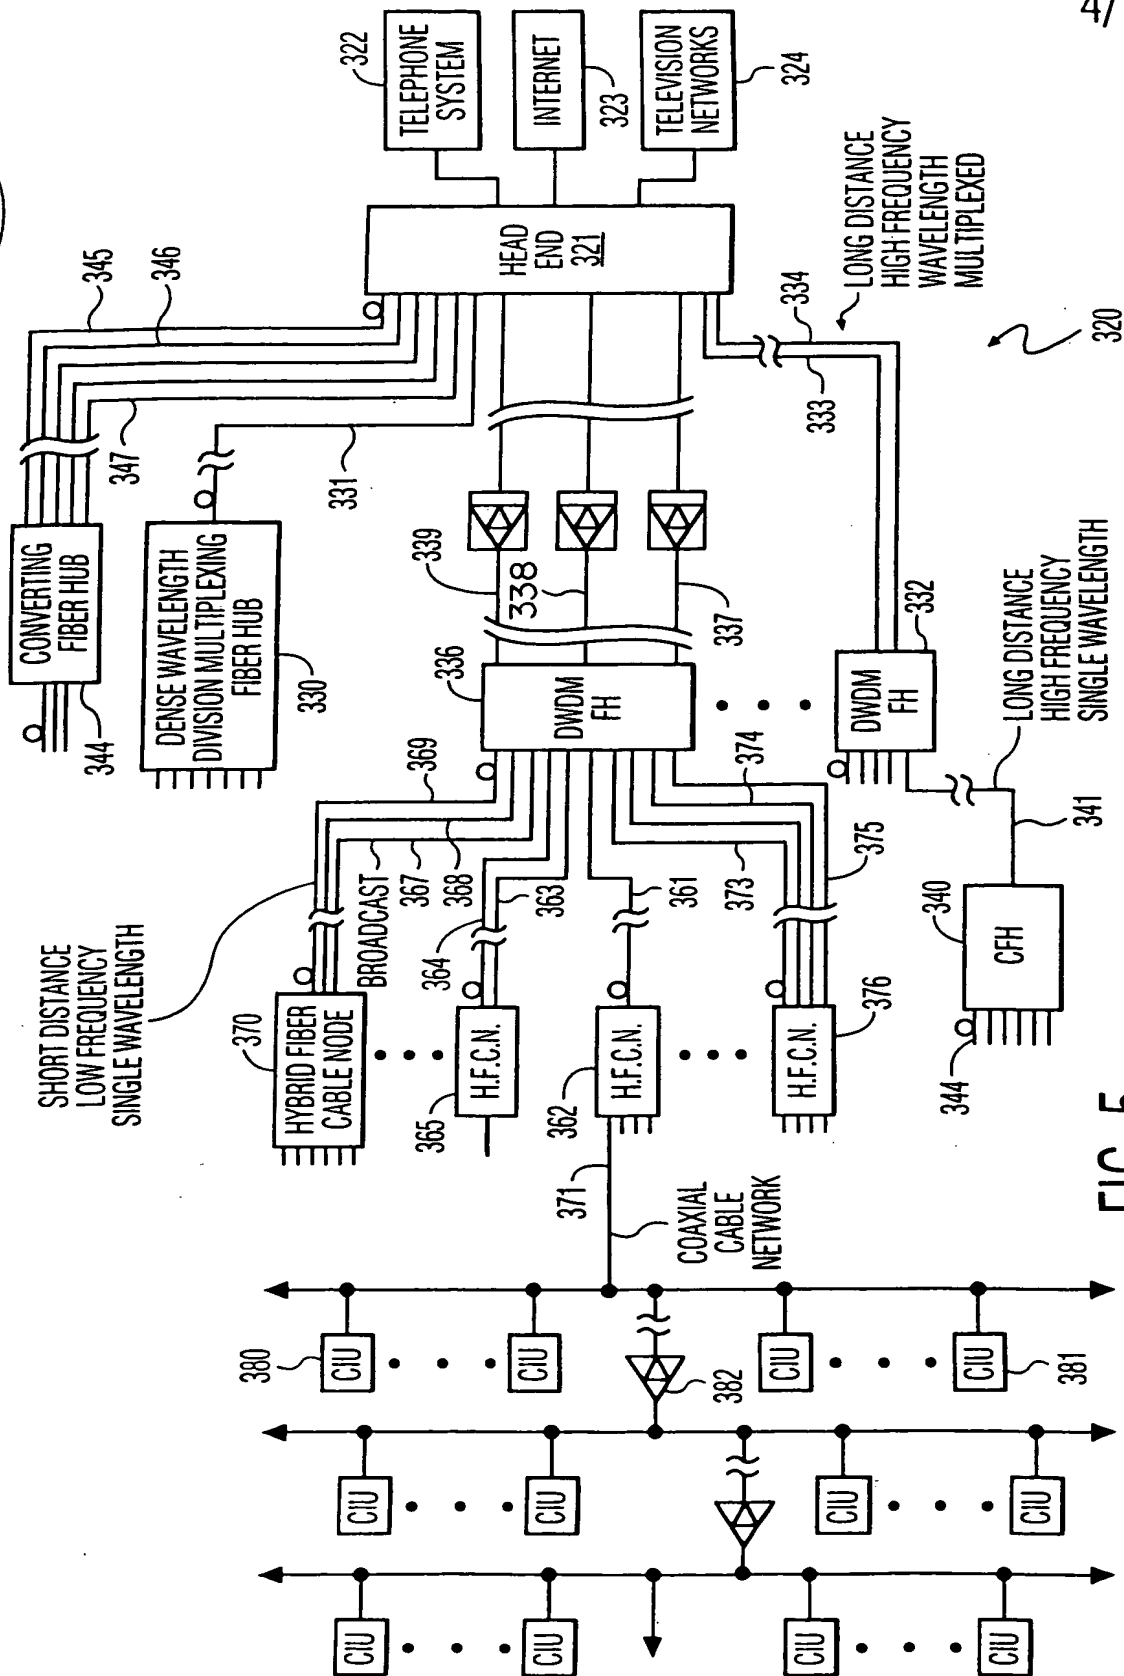 4/
322
TELEPHONE
SYSTEM
INTERNET
323
TELEVISION
NETWORKS
324
HEAD
END
321
345
346
347
331
CONVERTING
FIBER HUB
344
DENSE WAVELENGTH
DIVISION MULTIPLEXING
FIBER HUB
330
LONG DISTANCE
HIGH FREQUENCY
WAVELENGTH
MULTIPLEXED
334
333
320
339
338
337
336
DWDM
FH
332
DWDM
FH
LONG DISTANCE
HIGH FREQUENCY
SINGLE WAVELENGTH
341
340
CFH
344
369
368
367
BROADCAST
364
363
361
374
373
375
SHORT DISTANCE
LOW FREQUENCY
SINGLE WAVELENGTH
370
HYBRID FIBER
CABLE NODE
365
H.F.C.N.
362
H.F.C.N.
376
H.F.C.N.
371
COAXIAL
CABLE
NETWORK
380
CIU
CIU
CIU
CIU
381
382
CIU
CIU
CIU
CIU
CIU
CIU
CIU
CIU
FIG. 5